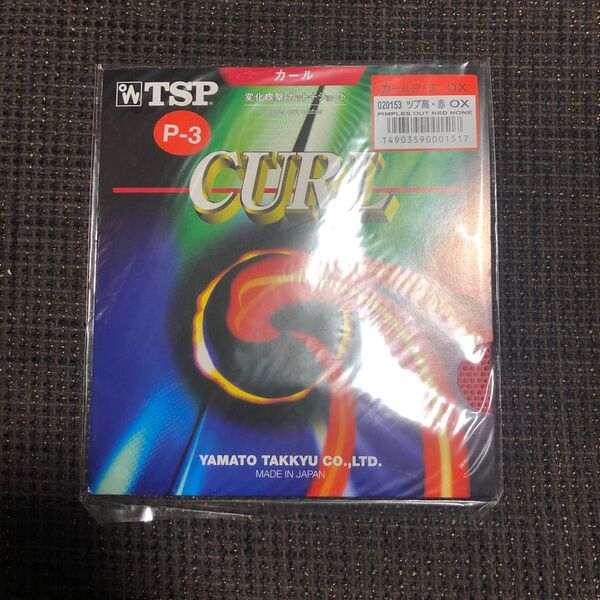 TSP
P-3
カール
変化攻撃 カット・ショート
CURL
カールP-3 OX
020153 ツブ高・赤 OX
PIMPLES OUT RED NONE
T4903590001517
YAMATO TAKKYU CO.,LTD.
MADE IN JAPAN